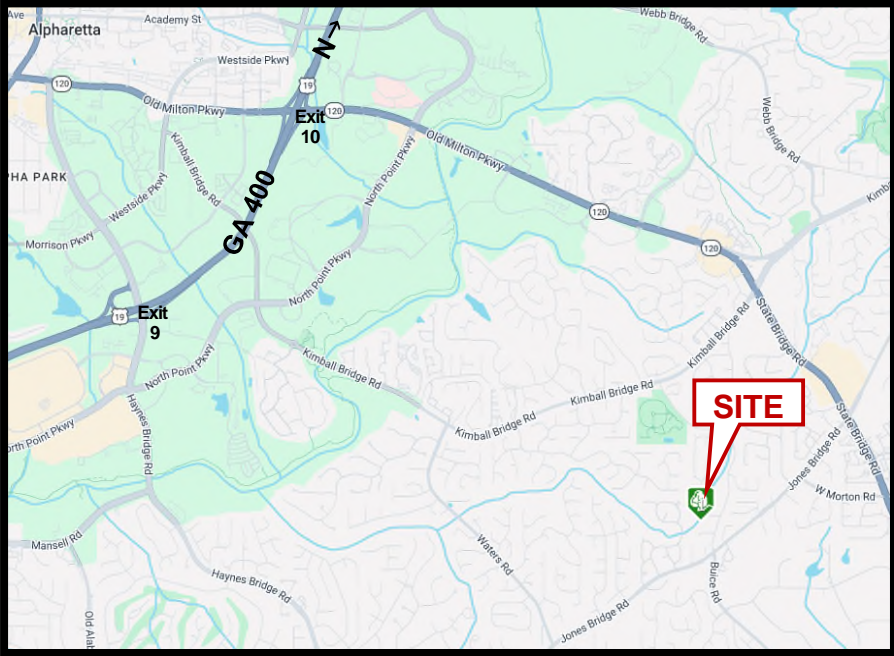 Ave
Academy St
Alpharetta
N→
Webb Bridge Rd
Westside Pkwy
19
120
120
Old Milton Pkwy
Exit
10
Webb Bridge Rd
Old Milton Pkwy
Kimball Bridge Rd
North Point Pkwy
PHA PARK
Westside Pkwy
GA 400
Kimb
120
Morrison Pkwy
120
North Point Pkwy
19
Exit
9
State Bridge Rd
Kimball Bridge Rd
North Point Pkwy
Kimball Bridge Rd
Kimball Bridge Rd
SITE
Haynes Bridge Rd
Kimball Bridge Rd
orth Point Pkwy
State Bridge Rd
Jones Bridge Rd
W Morton Rd
Mansell Rd
Waters Rd
Haynes Bridge Rd
Buice Rd
Old Alab
Jones Bridge Rd